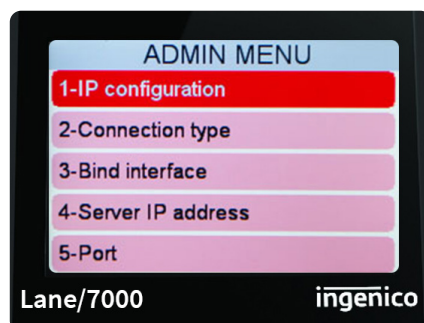 ADMIN MENU
1-IP configuration
2-Connection type
3-Bind interface
4-Server IP address
5-Port
Lane/7000
ingenico